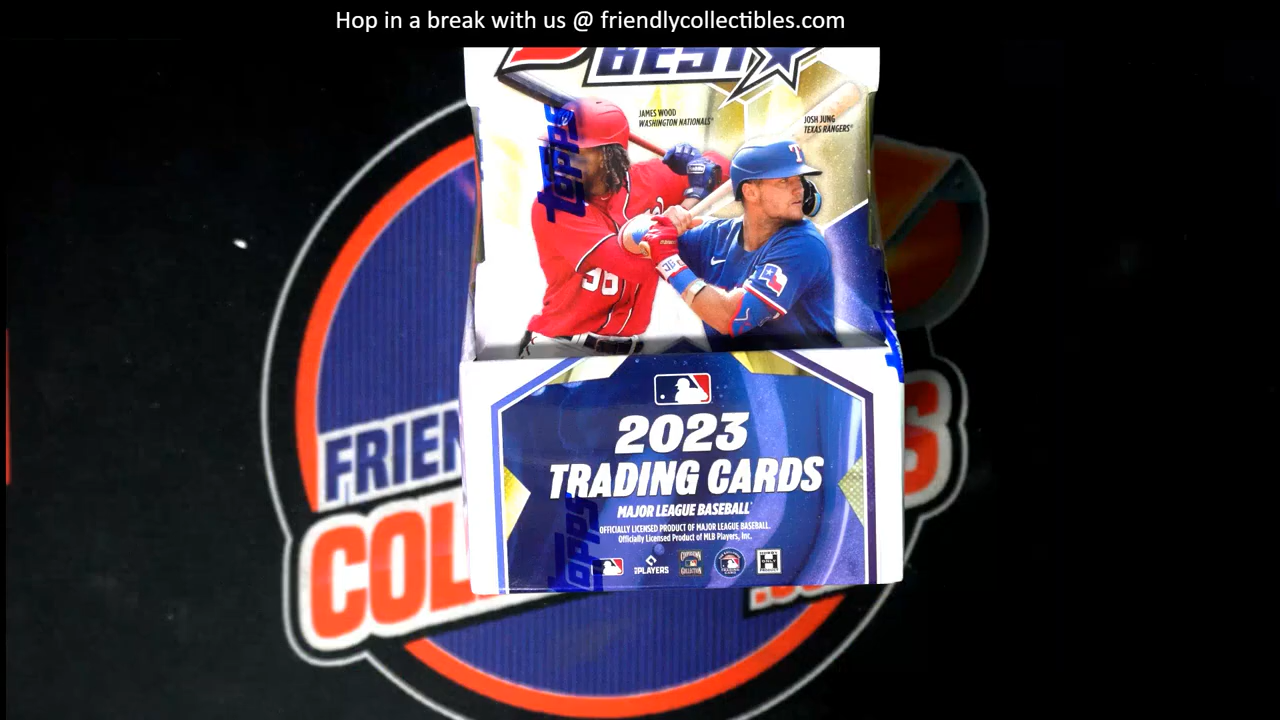 Hop in a break with us @ friendlycollectibles.com
BEST
JAMES WOOD
WASHINGTON NATIONALS®
JOSH JUNG
TEXAS RANGERS®
topps
T
36
2023
TRADING CARDS
MAJOR LEAGUE BASEBALL®
OFFICIALLY LICENSED PRODUCT OF MAJOR LEAGUE BASEBALL.
Officially Licensed Product of MLB Players, Inc.
topps
PLAYERS
FRIEN
COL
S